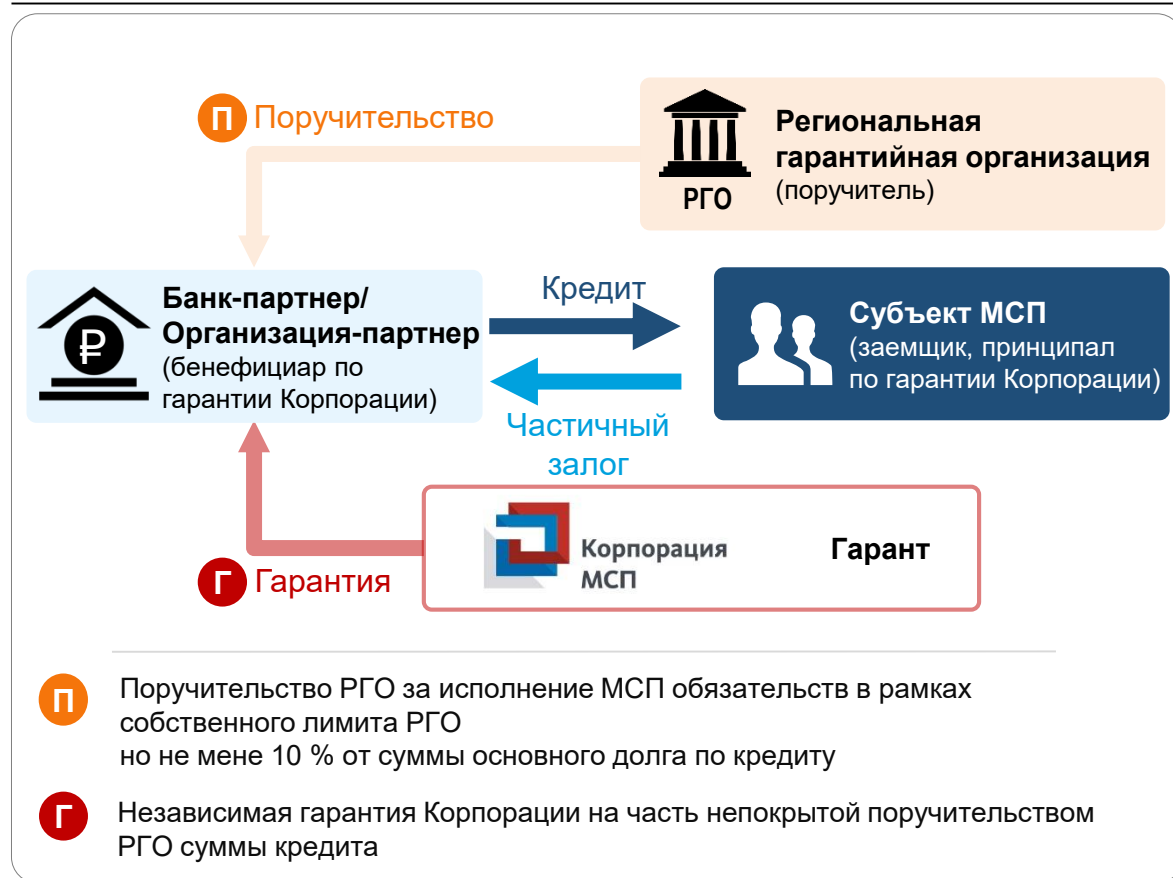 П Поручительство
Региональная
гарантийная организация
(поручитель)
РГО
₽
Банк-партнер/
Организация-партнер
(бенефициар по
гарантии Корпорации)
Кредит
Частичный
залог
Субъект МСП
(заемщик, принципал
по гарантии Корпорации)
Корпорация
МСП
Гарант
Г Гарантия
П
Поручительство РГО за исполнение МСП обязательств в рамках
собственного лимита РГО
но не мене 10 % от суммы основного долга по кредиту
Г
Независимая гарантия Корпорации на часть непокрытой поручительством
РГО суммы кредита